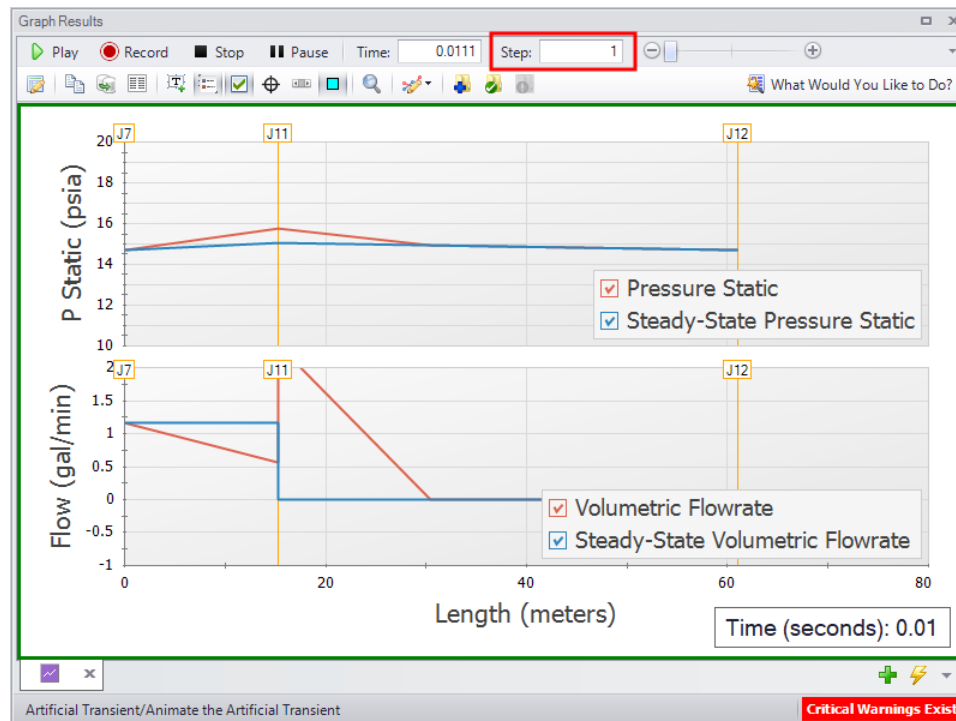 Graph Results
Play Record Stop Pause Time: 0.0111 Step: 1
What Would You Like to Do?
J7 J11 J12
20
18
16
14
12
10
P Static (psia)
Pressure Static
Steady-State Pressure Static
J7 J11 J12
2
1.5
1
0.5
0
-0.5
-1
Flow (gal/min)
Volumetric Flowrate
Steady-State Volumetric Flowrate
0 20 40 60 80
Length (meters)
Time (seconds): 0.01
Artificial Transient/Animate the Artificial Transient
Critical Warnings Exist